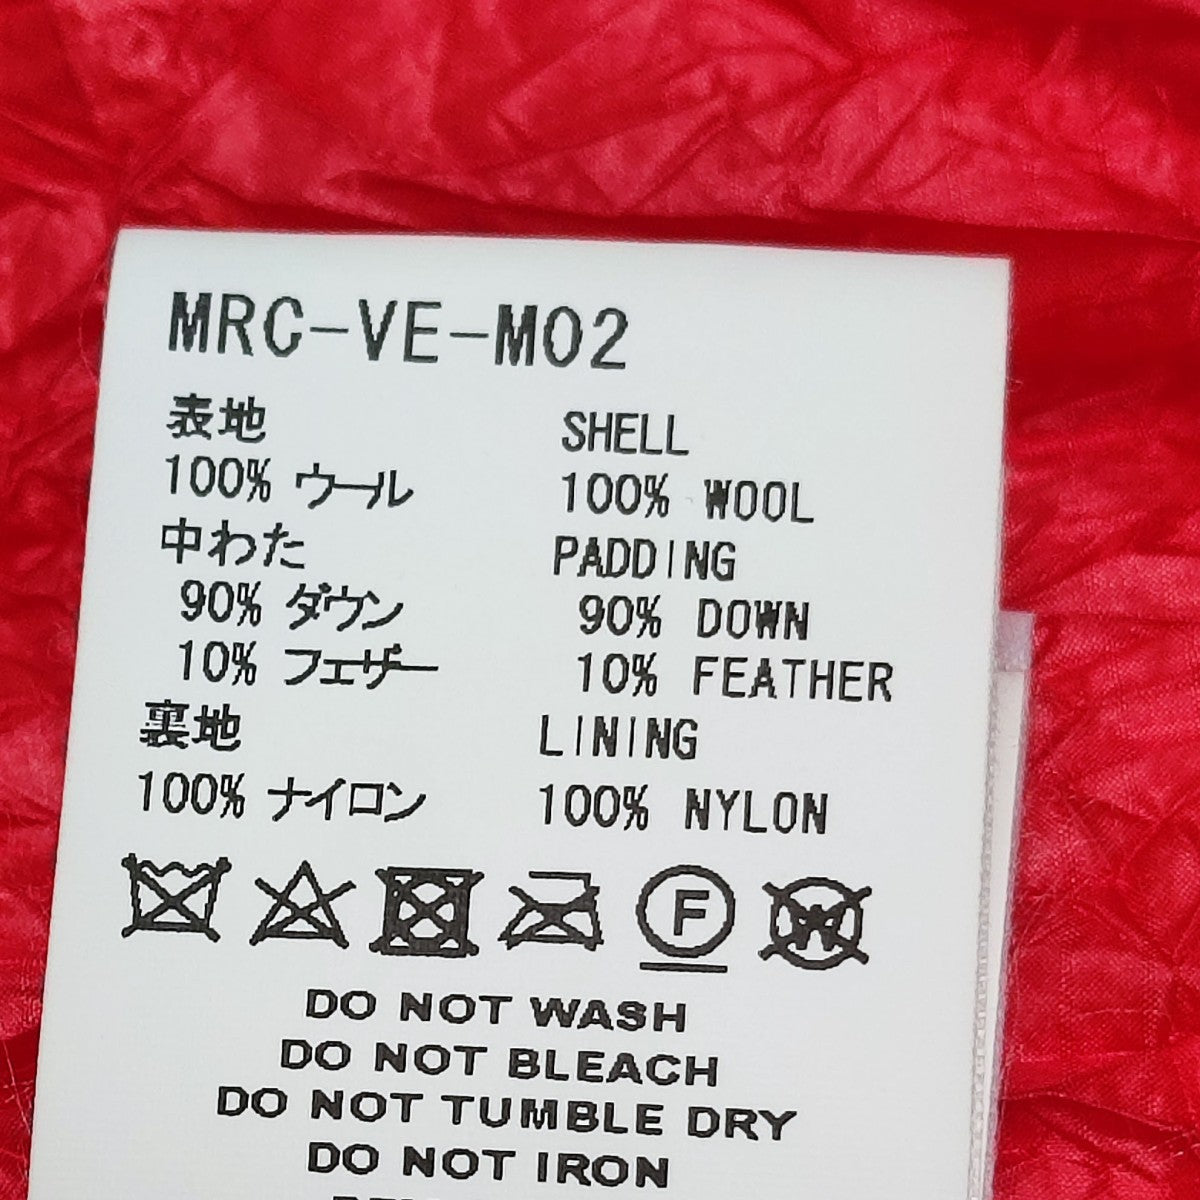 MRC-VE-M02
表地 SHELL
100% ウール 100% WOOL
中わた PADDING
90% ダウン 90% DOWN
10% フェザー 10% FEATHER
裏地 LINING
100% ナイロン 100% NYLON
W F
DO NOT WASH
DO NOT BLEACH
DO NOT TUMBLE DRY
DO NOT IRON